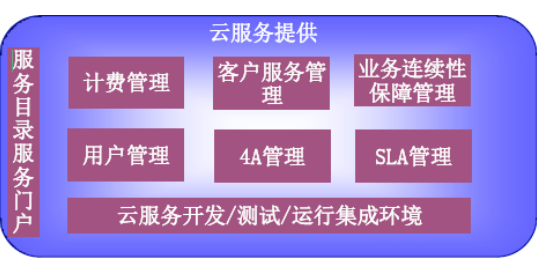 云服务提供
服务目录服务门户
计费管理
客户服务管
理
业务连续性
保障管理
用户管理
4A管理
SLA管理
云服务开发/测试/运行集成环境